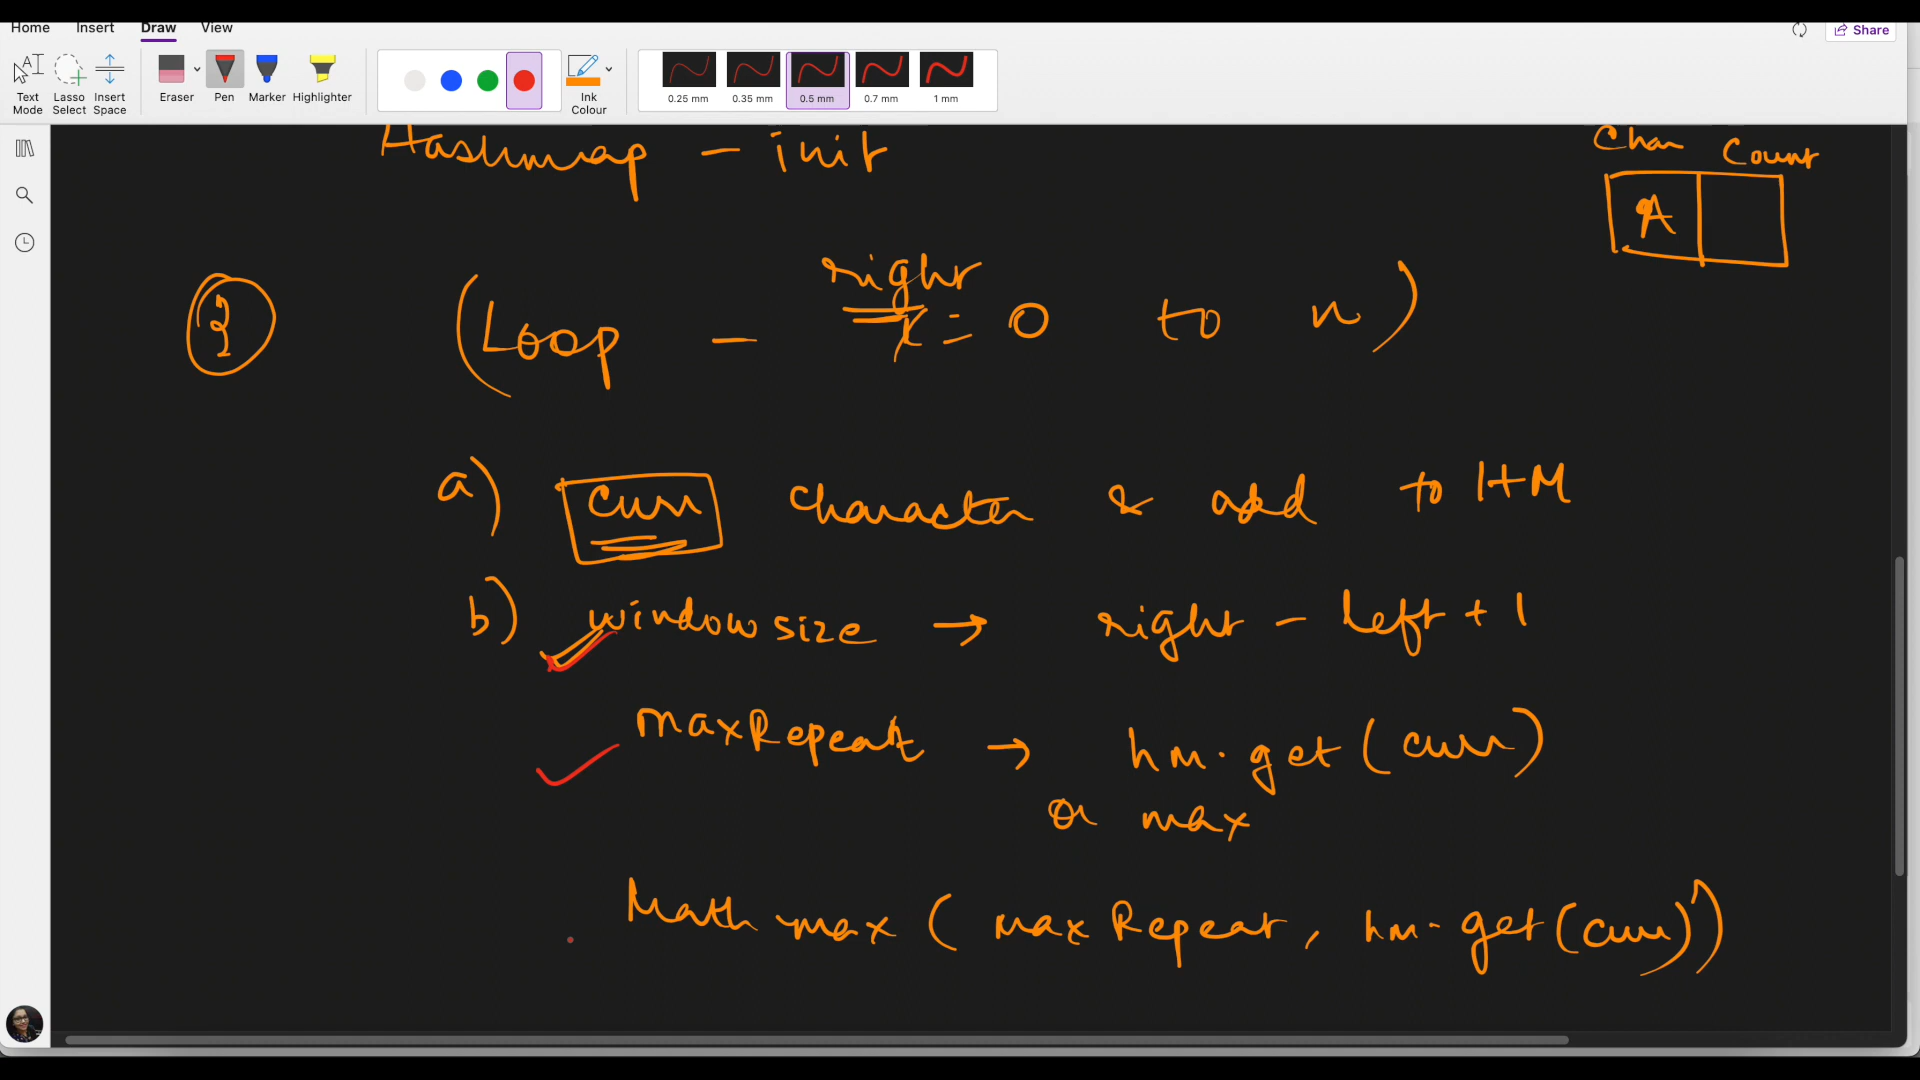 Home Insert Draw View
Share
Text Mode Lasso Select Insert Space Eraser Pen Marker Highlighter Ink Colour 0.25 mm 0.35 mm 0.5 mm 0.7 mm 1 mm
Hashmap - init
Char Count
A
right
3 (Loop - i = 0 to n)
a) curr character & add to HM
b) window size → right - left + 1
maxRepeat → hm.get(curr)
or max
Math max (maxRepeat, hm.get(curr))